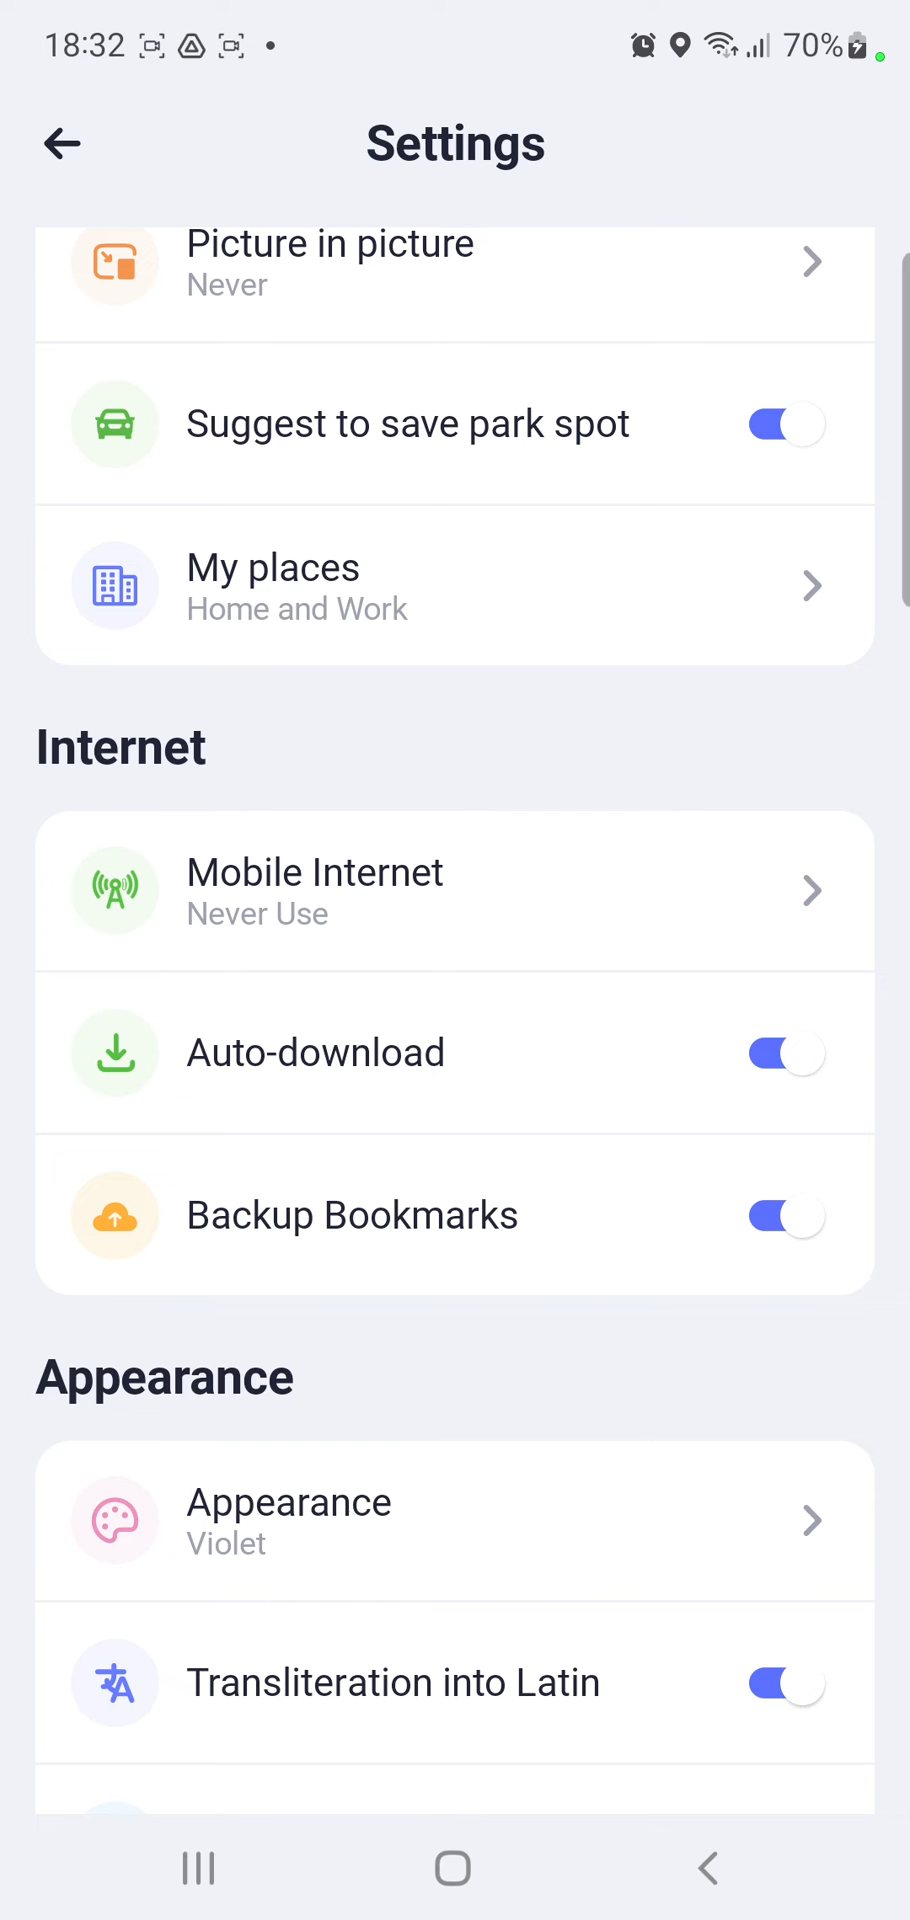 18:32
70%
Settings
Picture in picture
Never
Suggest to save park spot
My places
Home and Work
Internet
Mobile Internet
Never Use
Auto-download
Backup Bookmarks
Appearance
Appearance
Violet
Transliteration into Latin